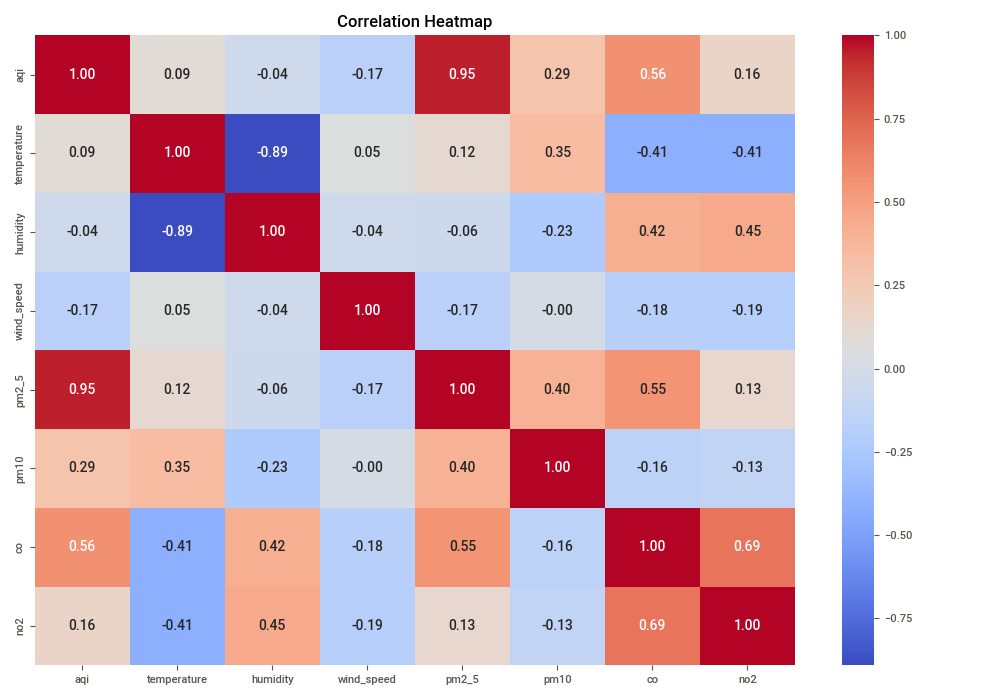 Correlation Heatmap
aqi 1.00 0.09 -0.04 -0.17 0.95 0.29 0.56 0.16
temperature 0.09 1.00 -0.89 0.05 0.12 0.35 -0.41 -0.41
humidity -0.04 -0.89 1.00 -0.04 -0.06 -0.23 0.42 0.45
wind_speed -0.17 0.05 -0.04 1.00 -0.17 -0.00 -0.18 -0.19
pm2_5 0.95 0.12 -0.06 -0.17 1.00 0.40 0.55 0.13
pm10 0.29 0.35 -0.23 -0.00 0.40 1.00 -0.16 -0.13
co 0.56 -0.41 0.42 -0.18 0.55 -0.16 1.00 0.69
no2 0.16 -0.41 0.45 -0.19 0.13 -0.13 0.69 1.00
aqi temperature humidity wind_speed pm2_5 pm10 co no2
1.00
0.75
0.50
0.25
0.00
−0.25
−0.50
−0.75